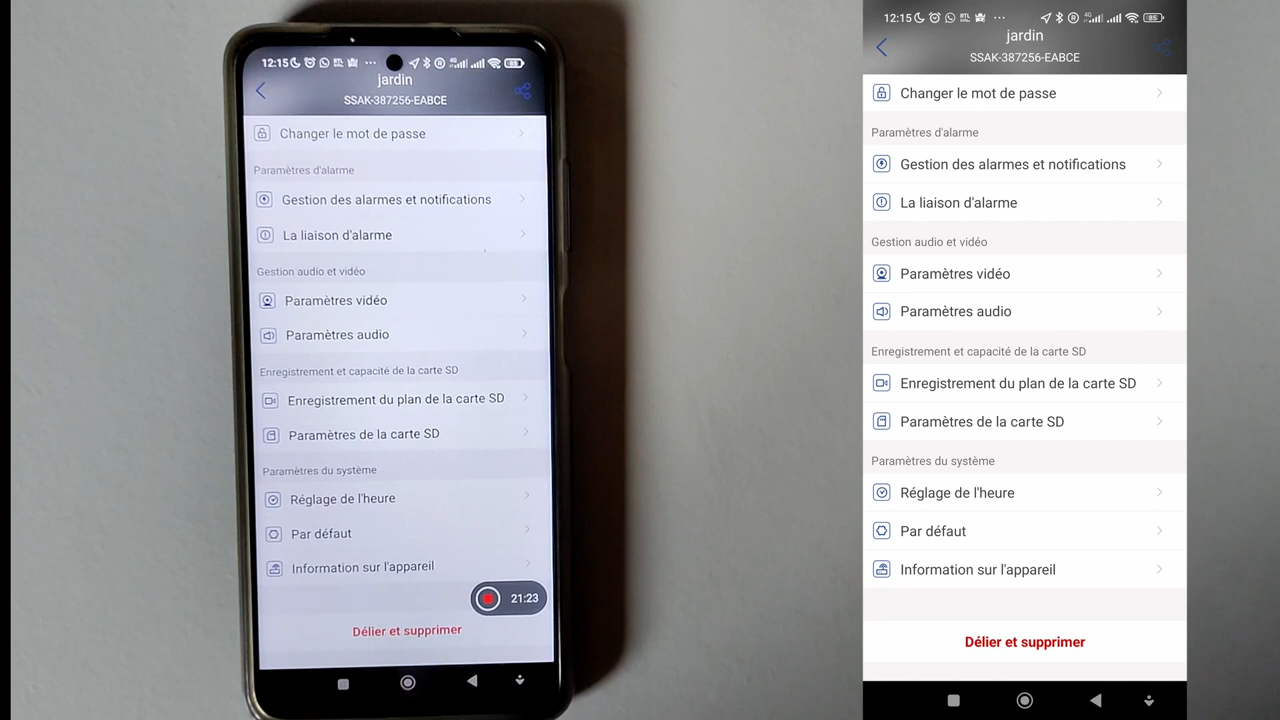 12:15
jardin
SSAK-387256-EABCE
Changer le mot de passe
Paramètres d'alarme
Gestion des alarmes et notifications
La liaison d'alarme
Gestion audio et vidéo
Paramètres vidéo
Paramètres audio
Enregistrement et capacité de la carte SD
Enregistrement du plan de la carte SD
Paramètres de la carte SD
Paramètres du système
Réglage de l'heure
Par défaut
Information sur l'appareil
21:23
Délier et supprimer
12:15 4G 85
jardin
SSAK-387256-EABCE
Changer le mot de passe
Paramètres d'alarme
Gestion des alarmes et notifications
La liaison d'alarme
Gestion audio et vidéo
Paramètres vidéo
Paramètres audio
Enregistrement et capacité de la carte SD
Enregistrement du plan de la carte SD
Paramètres de la carte SD
Paramètres du système
Réglage de l'heure
Par défaut
Information sur l'appareil
Délier et supprimer